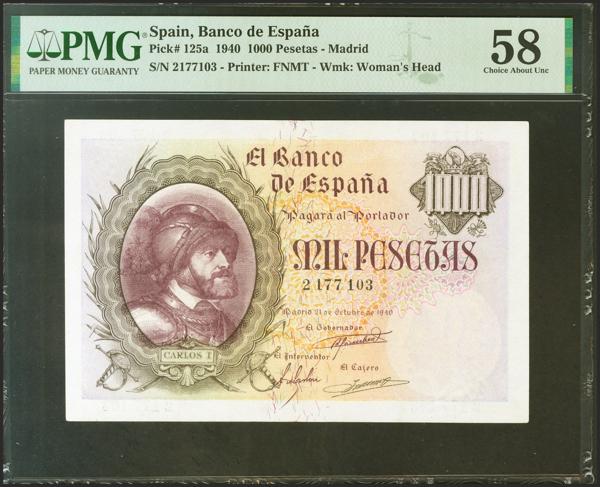 PMG
PAPER MONEY GUARANTY
Spain, Banco de España
Pick# 125a 1940 1000 Pesetas - Madrid
S/N 2177103 - Printer: FNMT - Wmk: Woman's Head
58
Choice About Unc
El Banco
de España
1000
Pagará al Portador
MIL PESETAS
2177103
Madrid 21 de Octubre de 1940
El Gobernador
El Interventor
El Cajero
CARLOS I